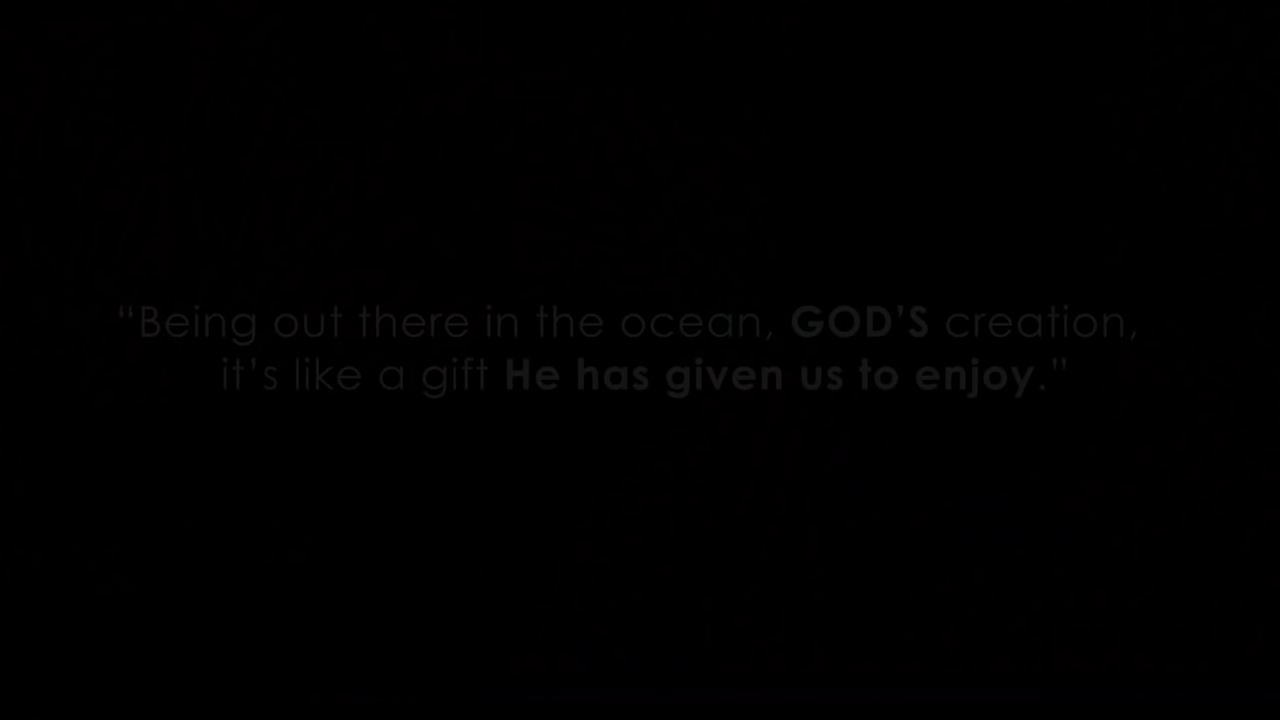 “Being out there in the ocean, GOD’S creation,
it’s like a gift He has given us to enjoy.”